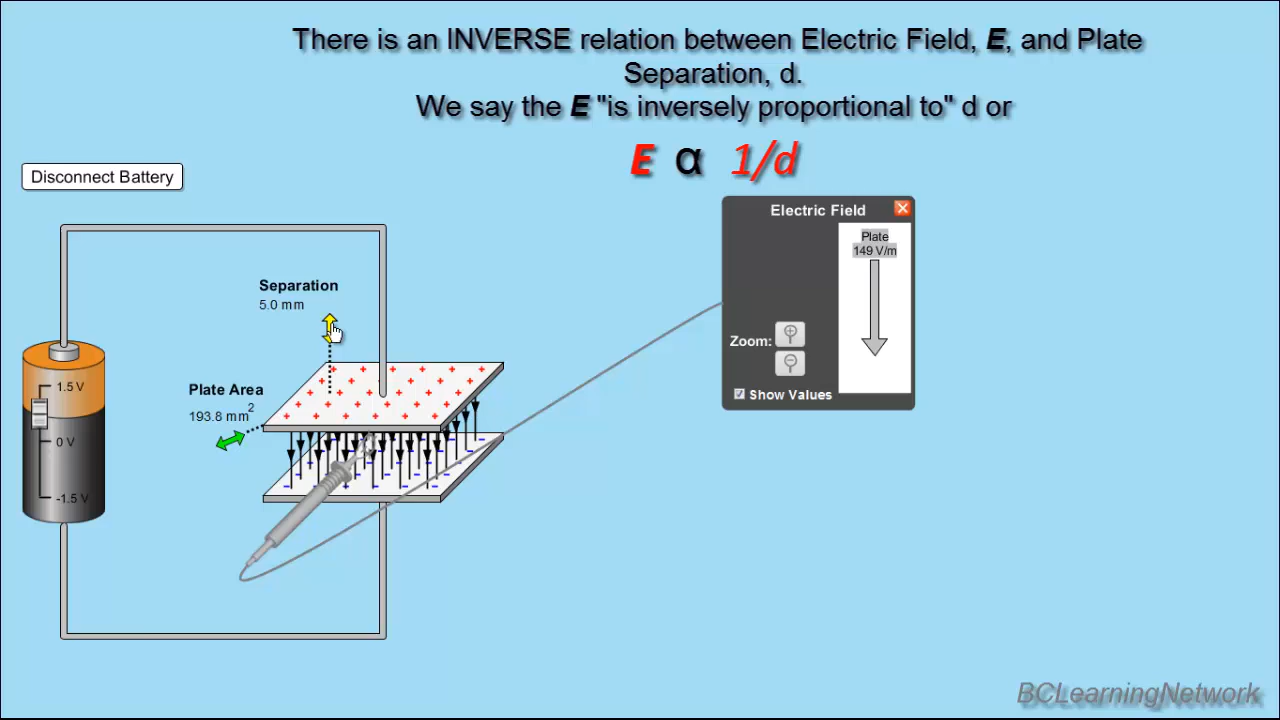 There is an INVERSE relation between Electric Field, E, and Plate
Separation, d.
We say the E "is inversely proportional to" d or
E α 1/d
Disconnect Battery
Electric Field
Plate
149 V/m
Separation
5.0 mm
Zoom:
Show Values
1.5 V
0 V
-1.5 V
Plate Area
193.8 mm2
BCLearningNetwork